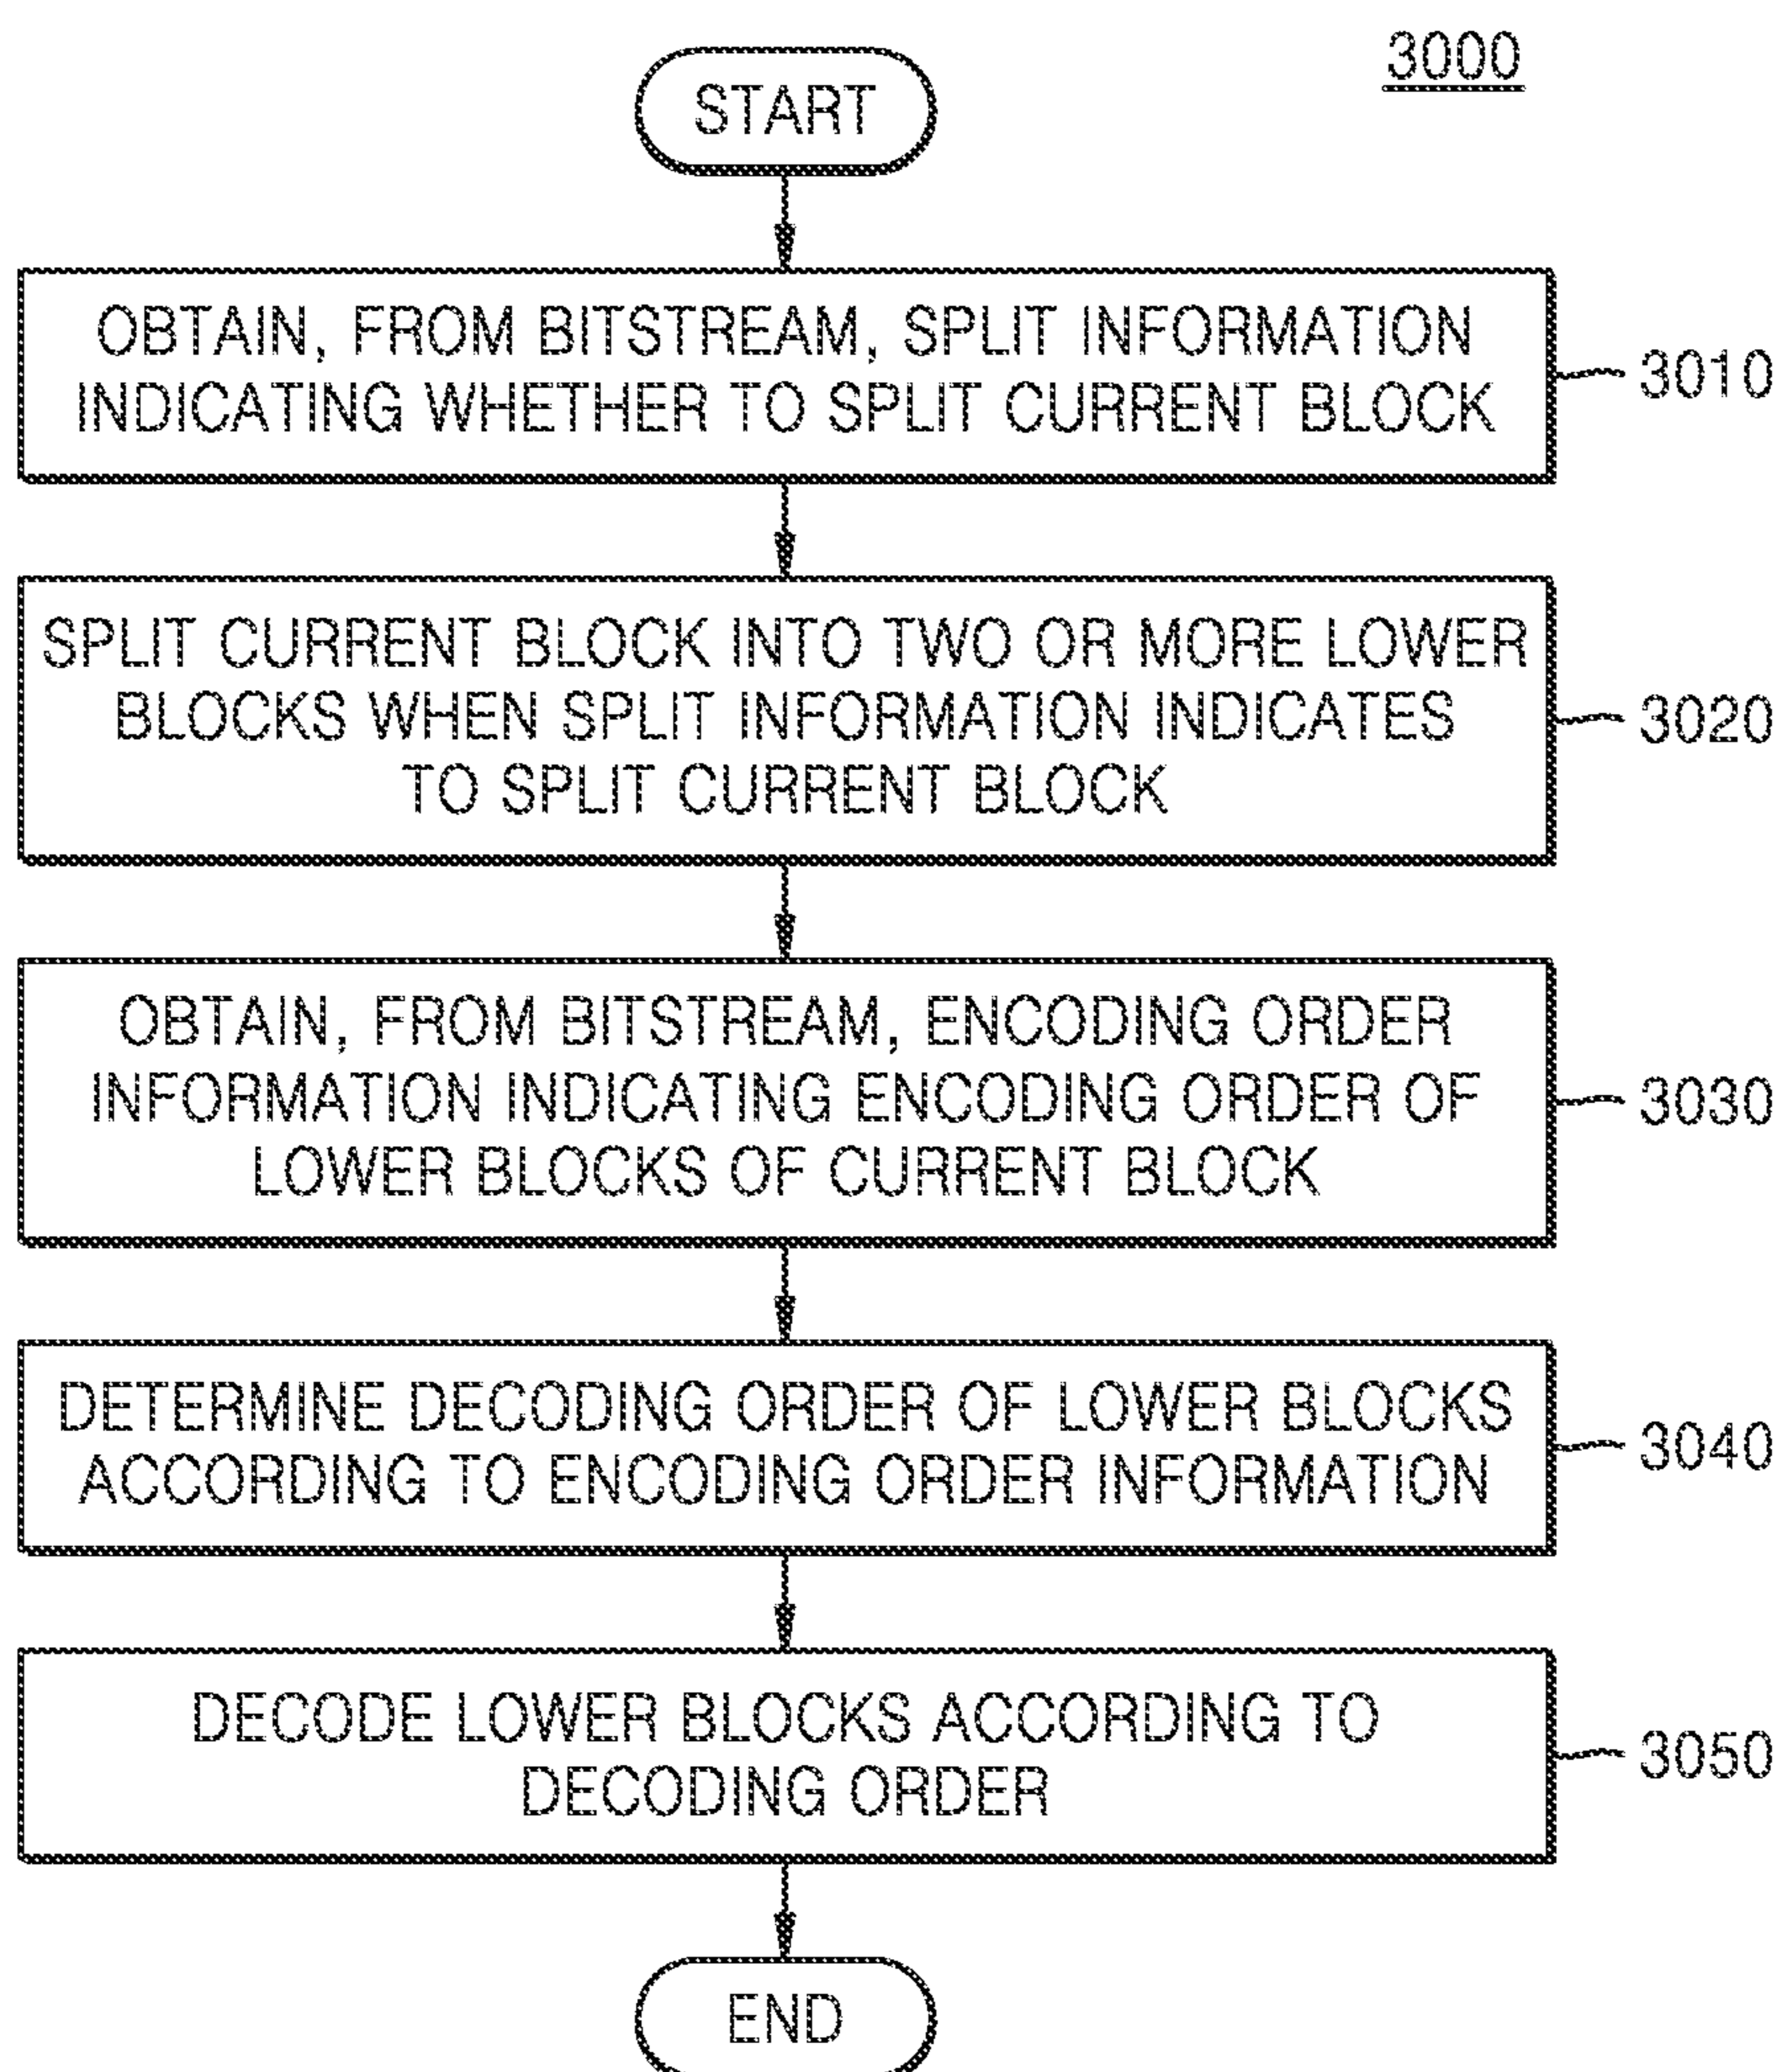 3000
START
OBTAIN, FROM BITSTREAM, SPLIT INFORMATION
INDICATING WHETHER TO SPLIT CURRENT BLOCK
3010
SPLIT CURRENT BLOCK INTO TWO OR MORE LOWER
BLOCKS WHEN SPLIT INFORMATION INDICATES
TO SPLIT CURRENT BLOCK
3020
OBTAIN, FROM BITSTREAM, ENCODING ORDER
INFORMATION INDICATING ENCODING ORDER OF
LOWER BLOCKS OF CURRENT BLOCK
3030
DETERMINE DECODING ORDER OF LOWER BLOCKS
ACCORDING TO ENCODING ORDER INFORMATION
3040
DECODE LOWER BLOCKS ACCORDING TO
DECODING ORDER
3050
END